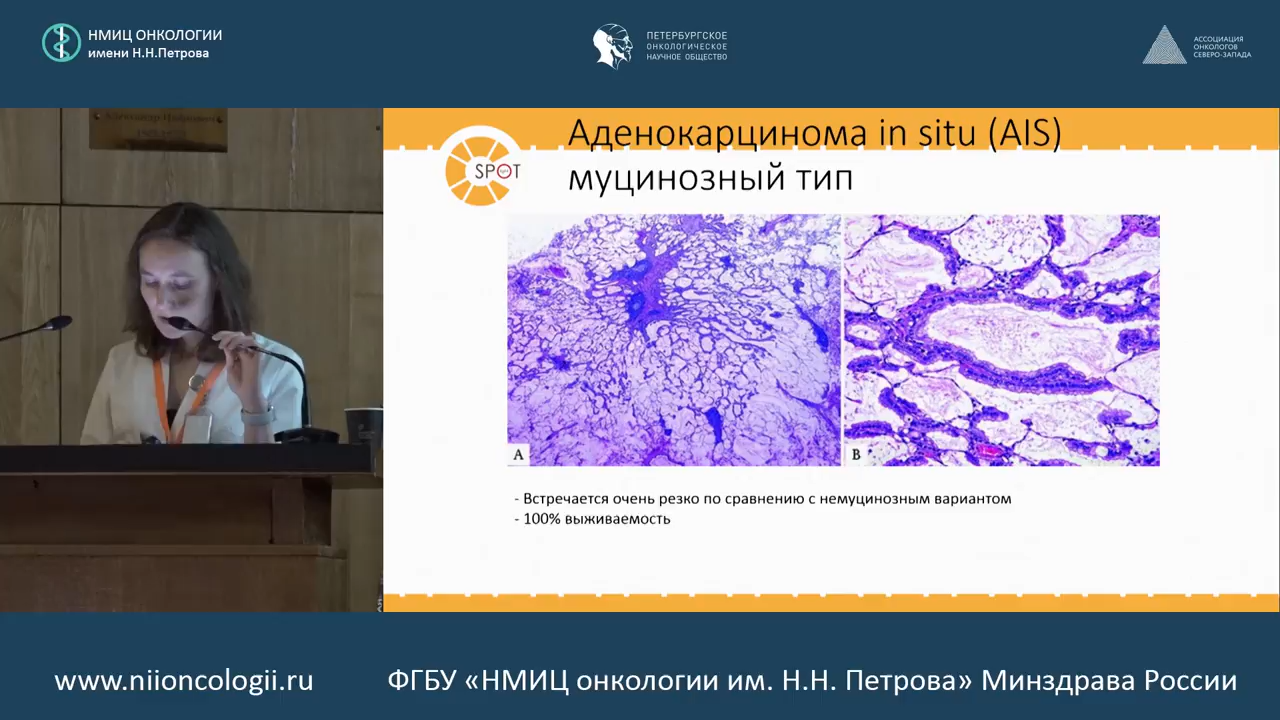 НМИЦ ОНКОЛОГИИ
имени Н.Н.Петрова
ПЕТЕРБУРГСКОЕ
ОНКОЛОГИЧЕСКОЕ
НАУЧНОЕ ОБЩЕСТВО
АССОЦИАЦИЯ
ОНКОЛОГОВ
СЕВЕРО-ЗАПАДА
SPOT
Аденокарцинома in situ (AIS)
муцинозный тип
A
B
- Встречается очень резко по сравнению с немуцинозным вариантом
- 100% выживаемость
www.niioncologii.ru
ФГБУ «НМИЦ онкологии им. Н.Н. Петрова» Минздрава России